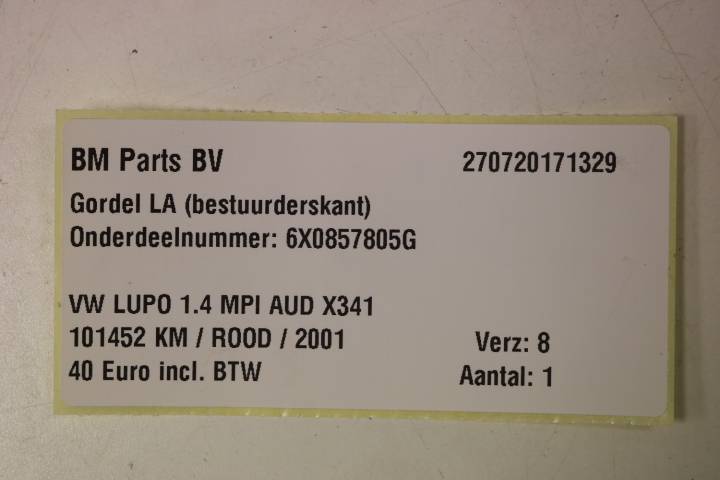 BM Parts BV 270720171329
Gordel LA (bestuurderskant)
Onderdeelnummer: 6X0857805G
VW LUPO 1.4 MPI AUD X341
101452 KM / ROOD / 2001 Verz: 8
40 Euro incl. BTW Aantal: 1